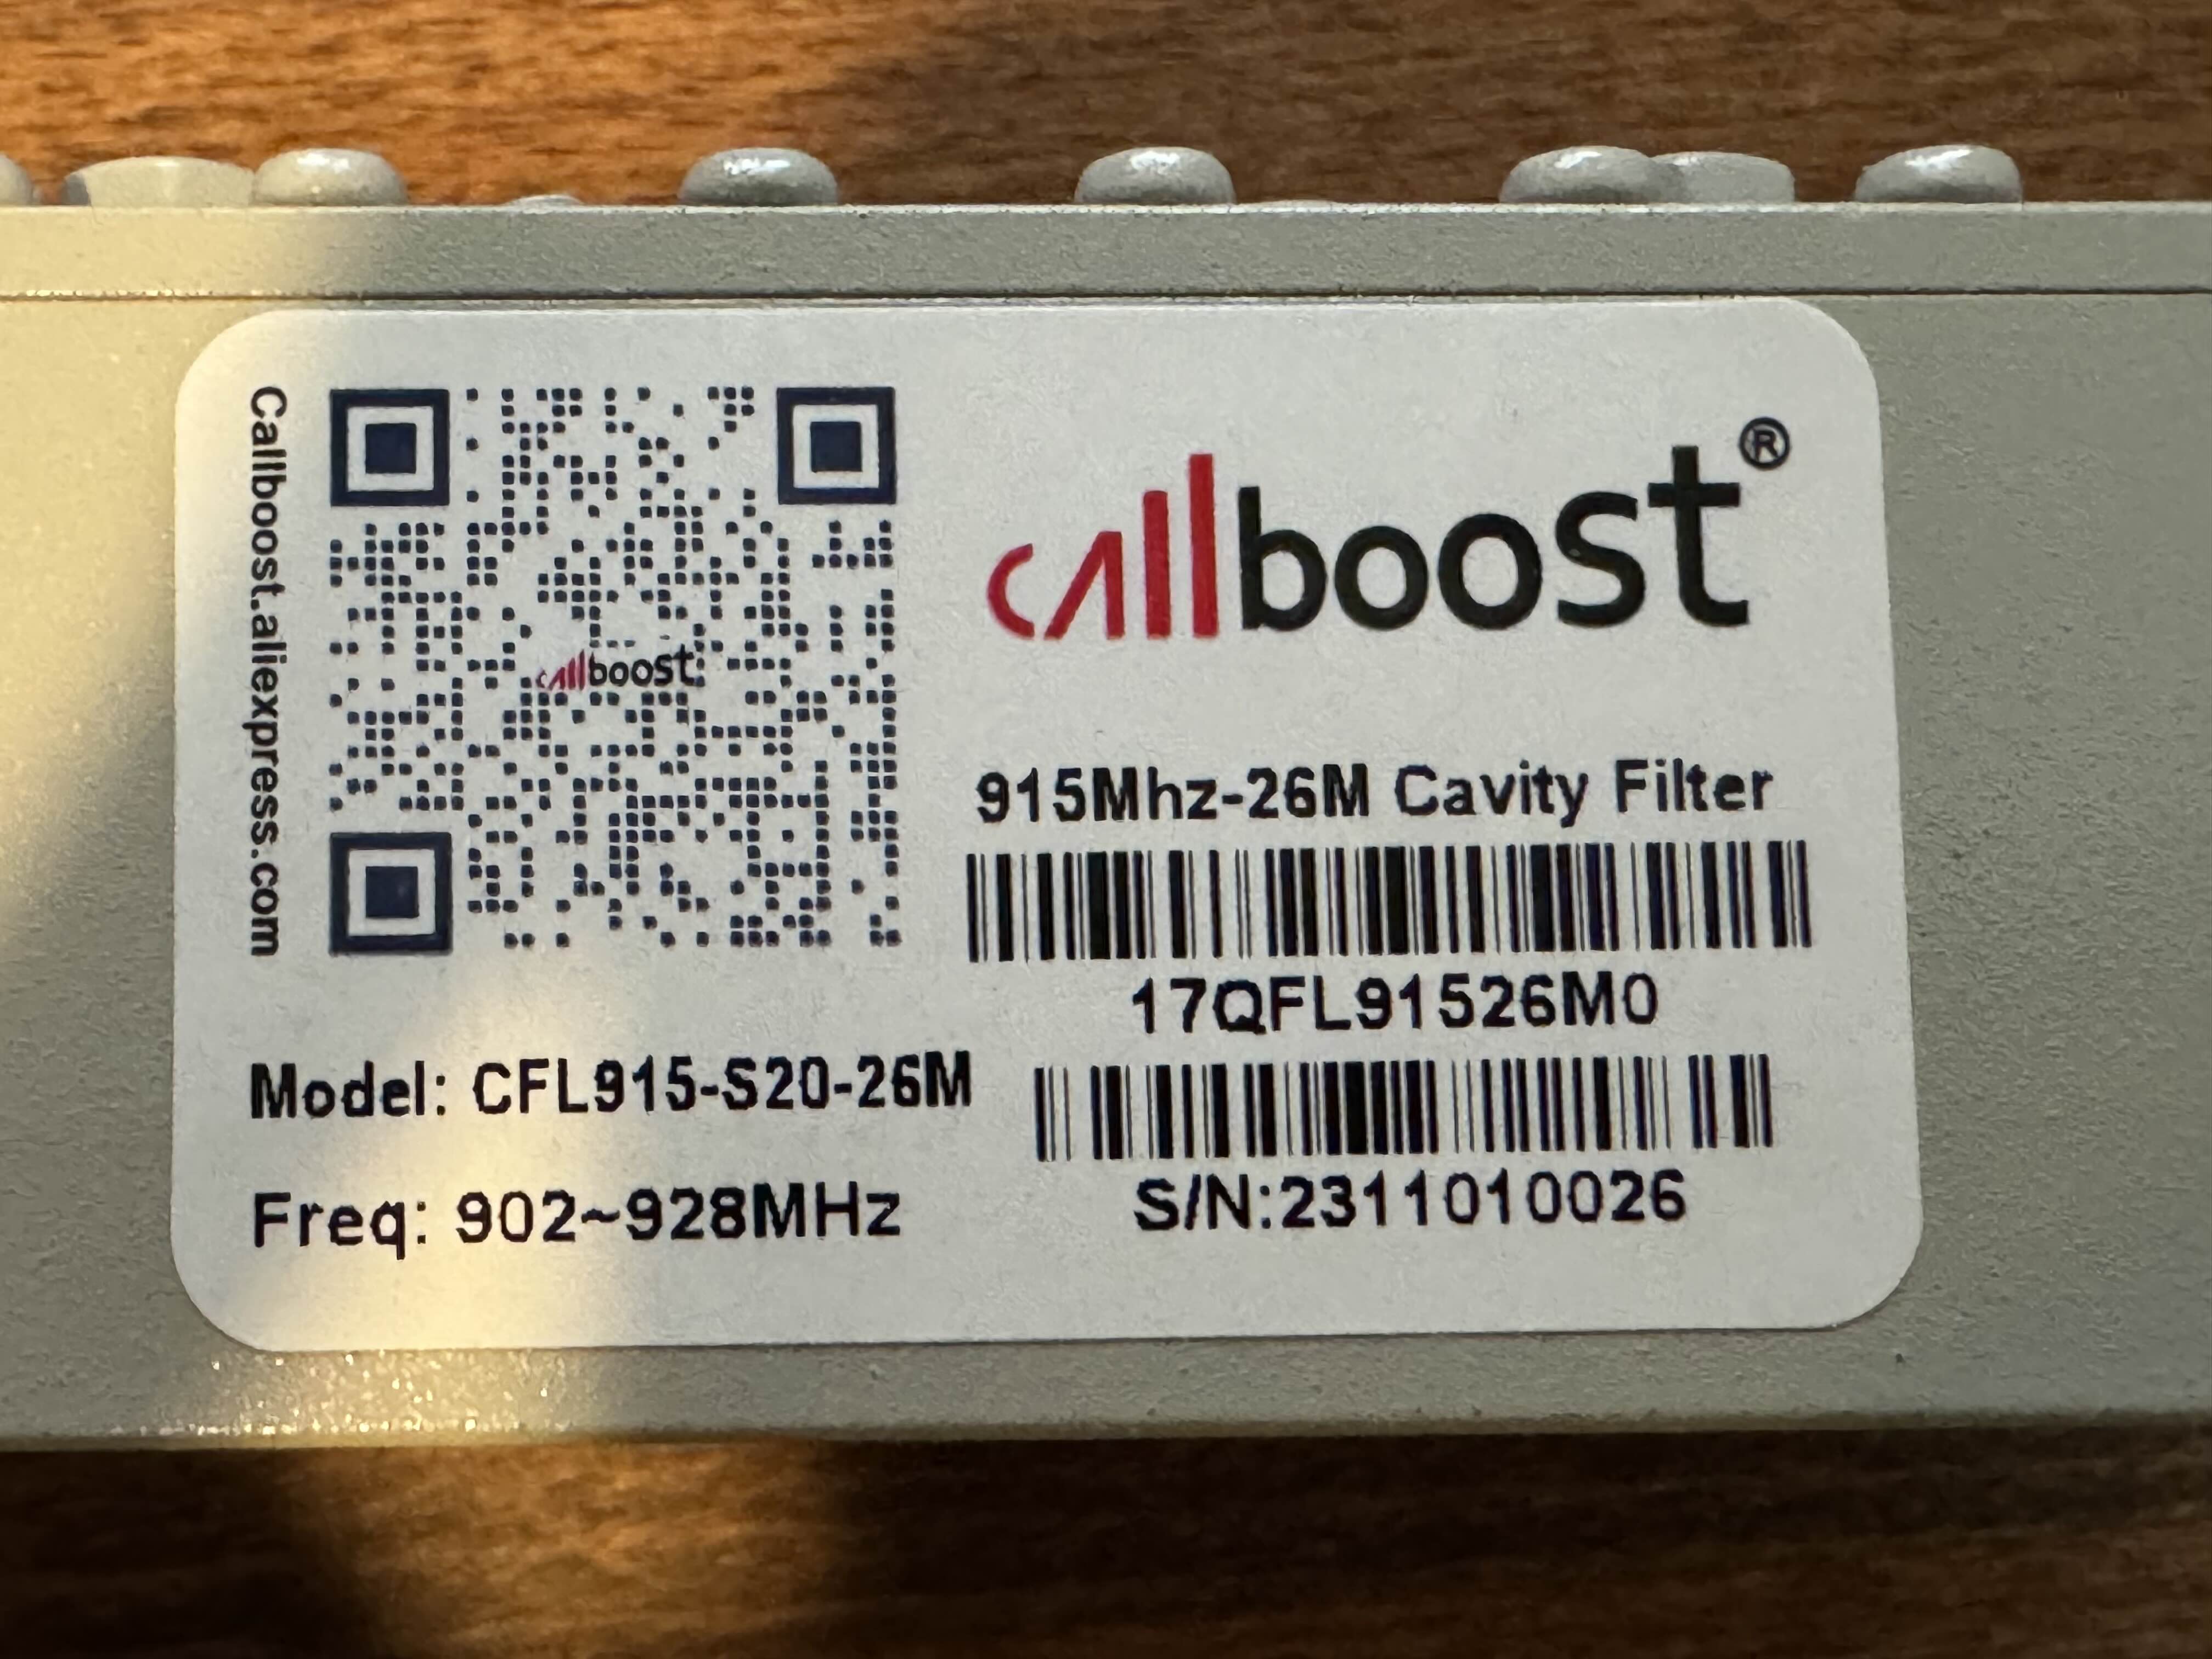 Callboost.aliexpress.com
callboost
callboost®
915Mhz-26M Cavity Filter
17QFL91526M0
Model: CFL915-S20-26M
S/N:2311010026
Freq: 902~928MHz